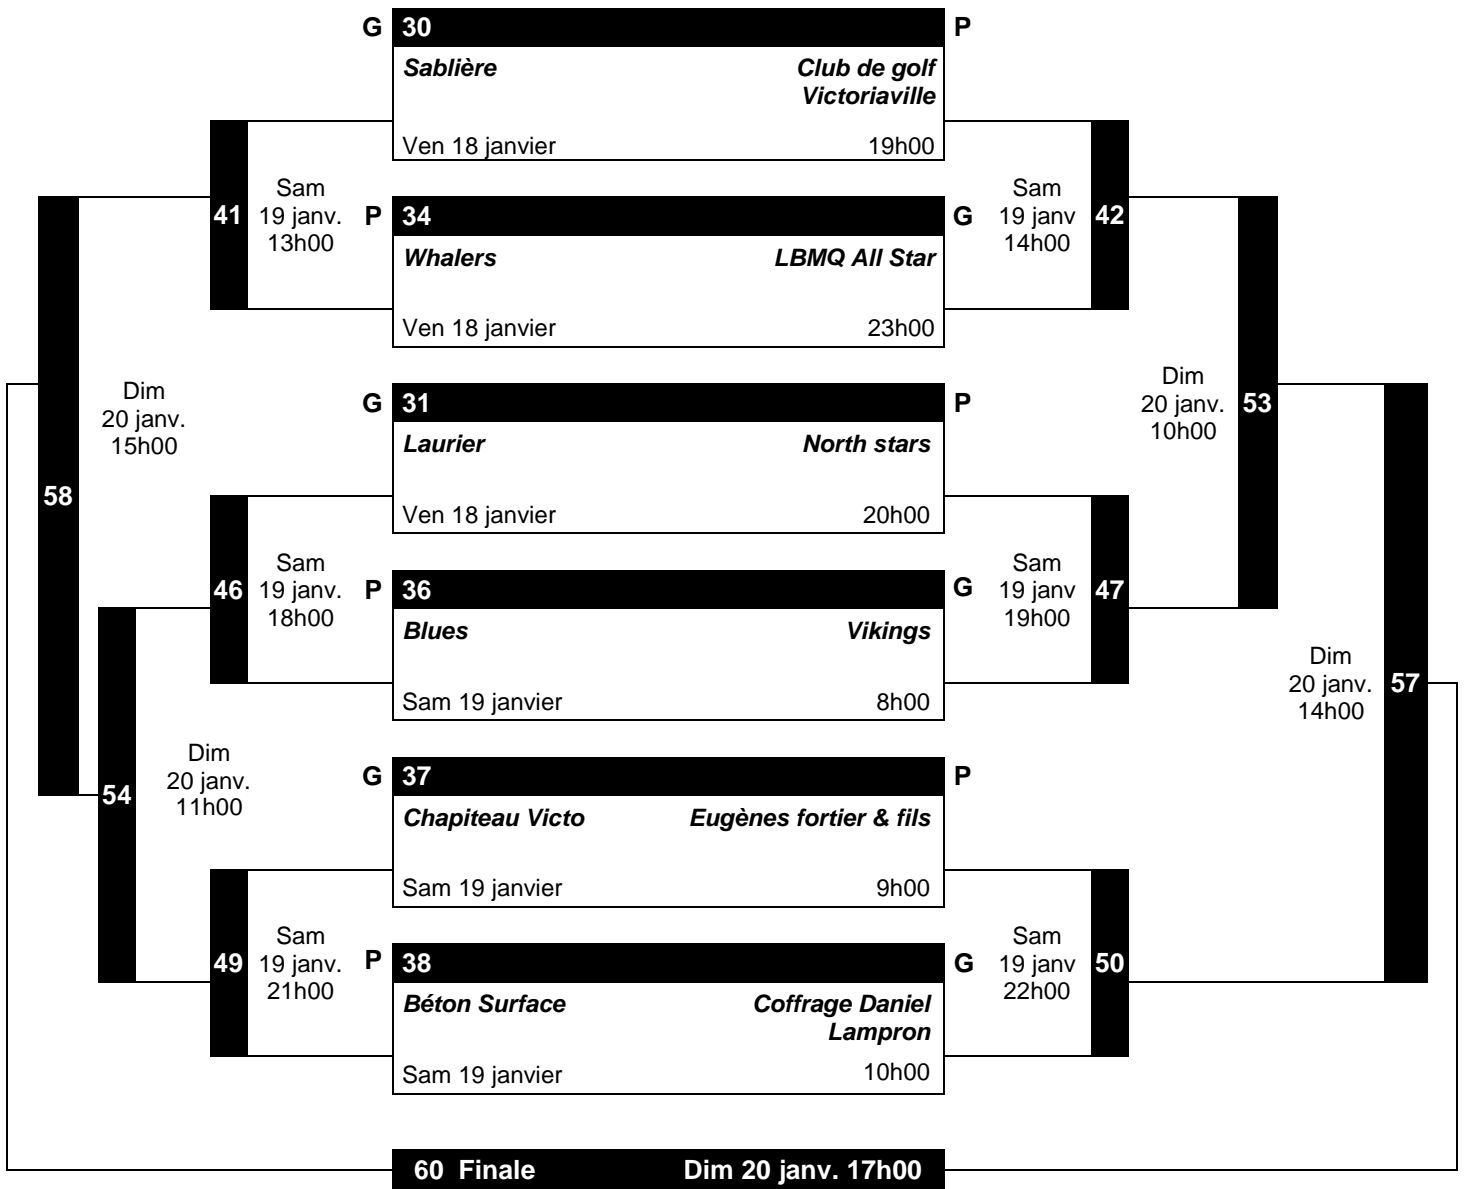 G 30 P
Sablière Club de golf
Victoriaville
Ven 18 janvier 19h00
Sam
19 janv.
13h00
41
P 34 G
Sam
19 janv
14h00
42
Whalers LBMQ All Star
Ven 18 janvier 23h00
Dim
20 janv.
15h00
58
G 31 P
Dim
20 janv.
10h00
53
Laurier North stars
Ven 18 janvier 20h00
Sam
19 janv.
18h00
46
P 36 G
Sam
19 janv
19h00
47
Blues Vikings
Sam 19 janvier 8h00
Dim
20 janv.
14h00
57
Dim
20 janv.
11h00
54
G 37 P
Chapiteau Victo Eugènes fortier & fils
Sam 19 janvier 9h00
Sam
19 janv.
21h00
49
P 38 G
Sam
19 janv
22h00
50
Béton Surface Coffrage Daniel
Lampron
Sam 19 janvier 10h00
60 Finale Dim 20 janv. 17h00